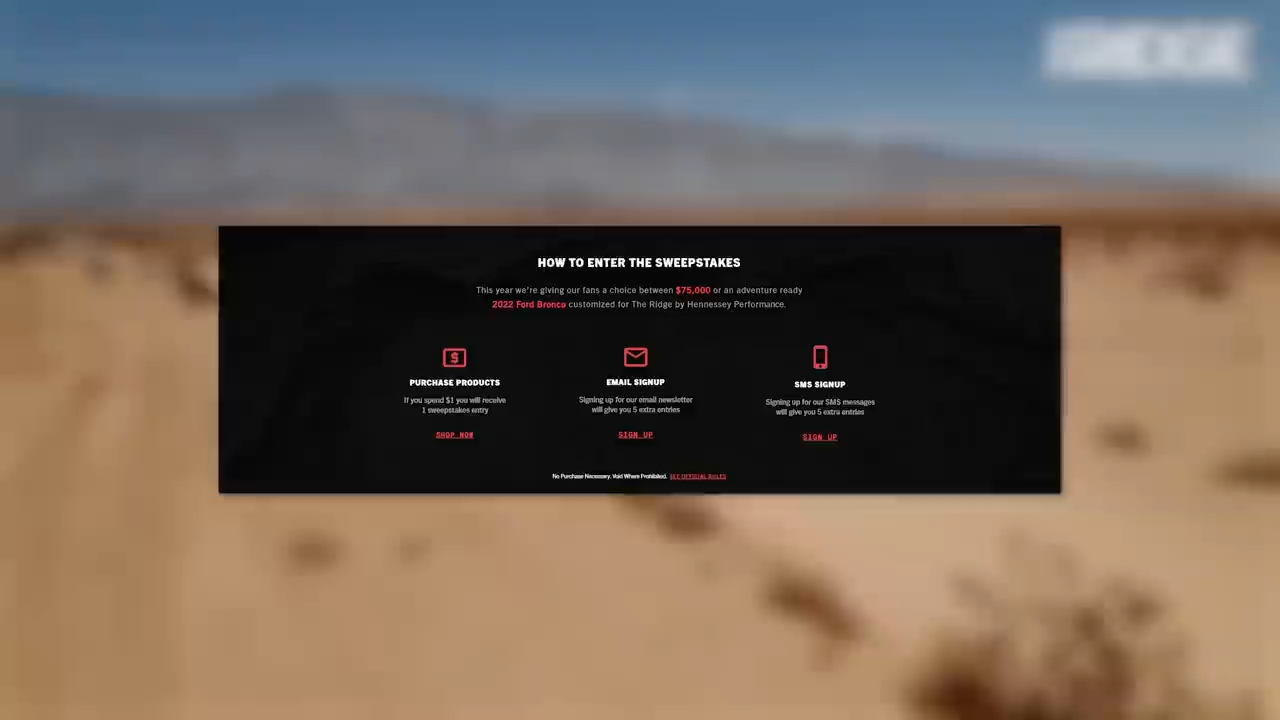 HOW TO ENTER THE SWEEPSTAKES
This year we're giving our fans a choice between $75,000 or an adventure ready
2022 Ford Bronco customized for The Ridge by Hennessey Performance.
PURCHASE PRODUCTS
If you spend $1 you will receive
1 sweepstakes entry
SHOP NOW
EMAIL SIGNUP
Signing up for our email newsletter
will give you 5 extra entries
SIGN UP
SMS SIGNUP
Signing up for our SMS messages
will give you 5 extra entries
SIGN UP
No Purchase Necessary. Void Where Prohibited. SEE OFFICIAL RULES